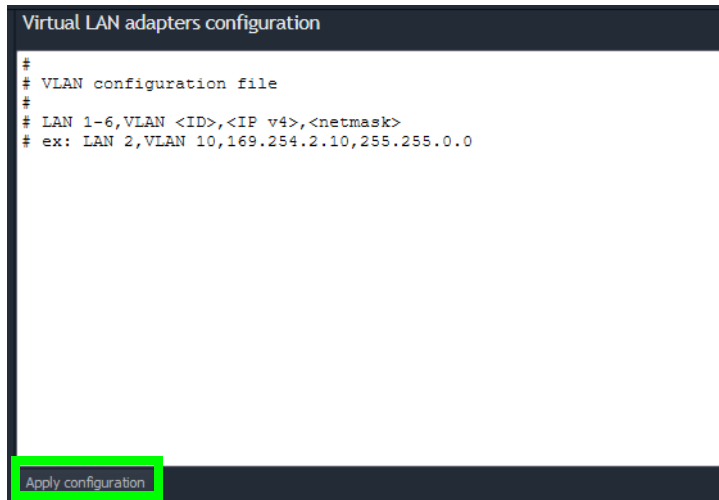 Virtual LAN adapters configuration
#
# VLAN configuration file
#
# LAN 1-6,VLAN <ID>,<IP v4>,<netmask>
# ex: LAN 2,VLAN 10,169.254.2.10,255.255.0.0
Apply configuration